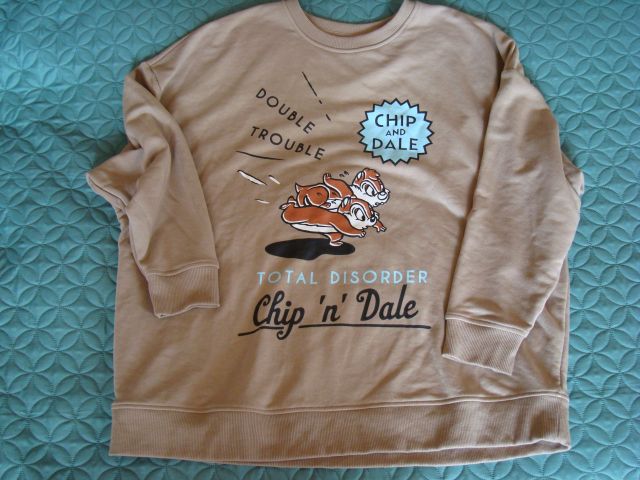 DOUBLE
TROUBLE
CHIP
AND
DALE
TOTAL DISORDER
Chip 'n' Dale